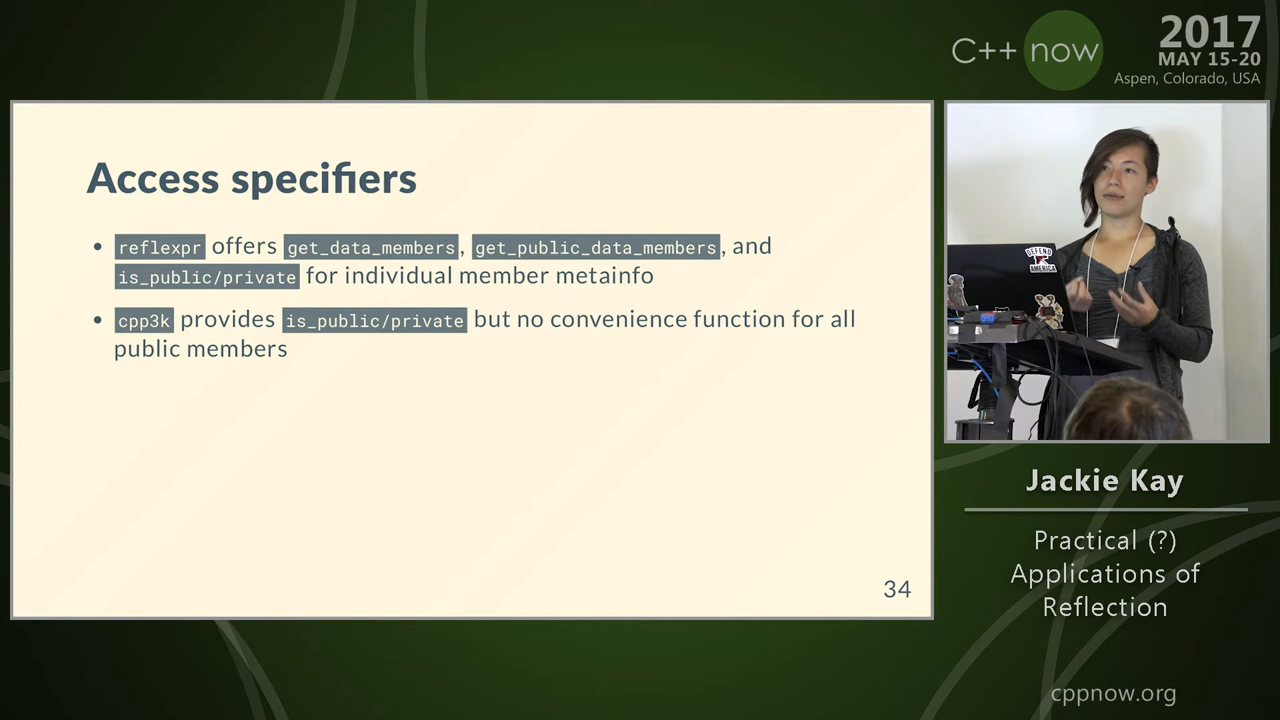 C++ now
2017
MAY 15-20
Aspen, Colorado, USA
Access specifiers
• reflexpr offers get_data_members, get_public_data_members, and
is_public/private for individual member metainfo
• cpp3k provides is_public/private but no convenience function for all
public members
34
DEFEND
AMERICA
Jackie Kay
Practical (?)
Applications of
Reflection
cppnow.org